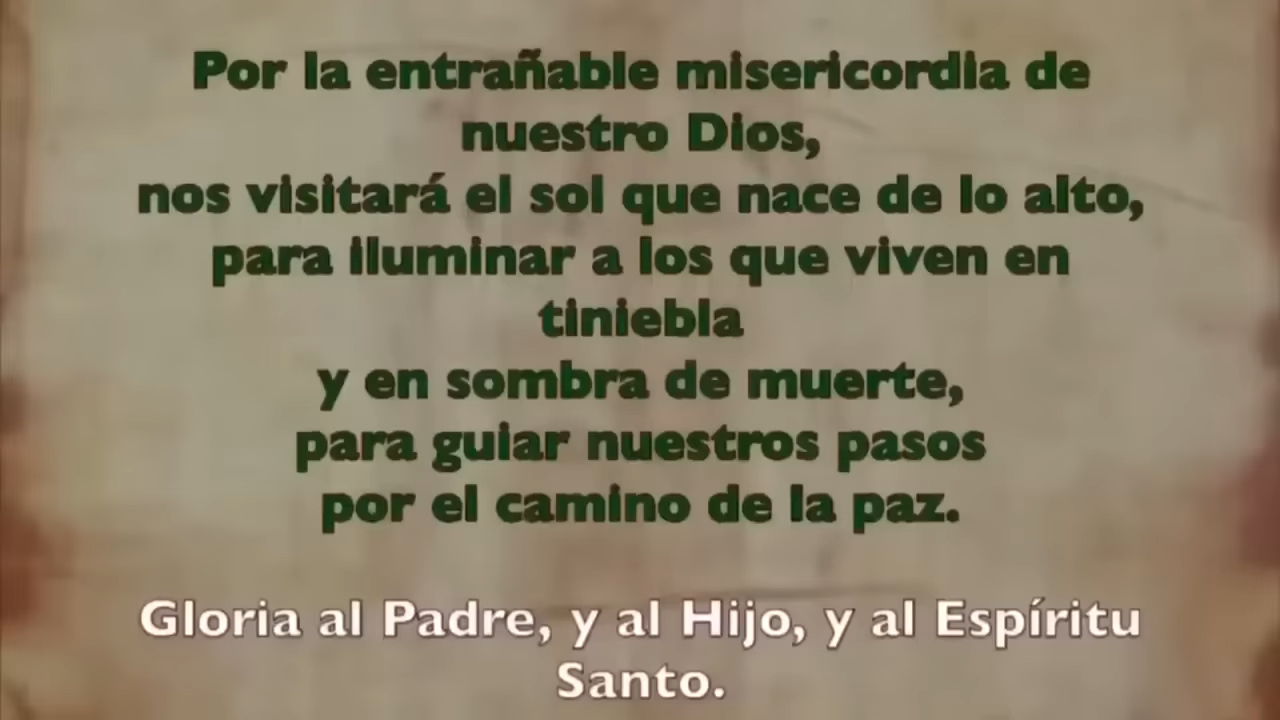 Por la entrañable misericordia de
nuestro Dios,
nos visitará el sol que nace de lo alto,
para iluminar a los que viven en
tiniebla
y en sombra de muerte,
para guiar nuestros pasos
por el camino de la paz.
Gloria al Padre, y al Hijo, y al Espíritu
Santo.